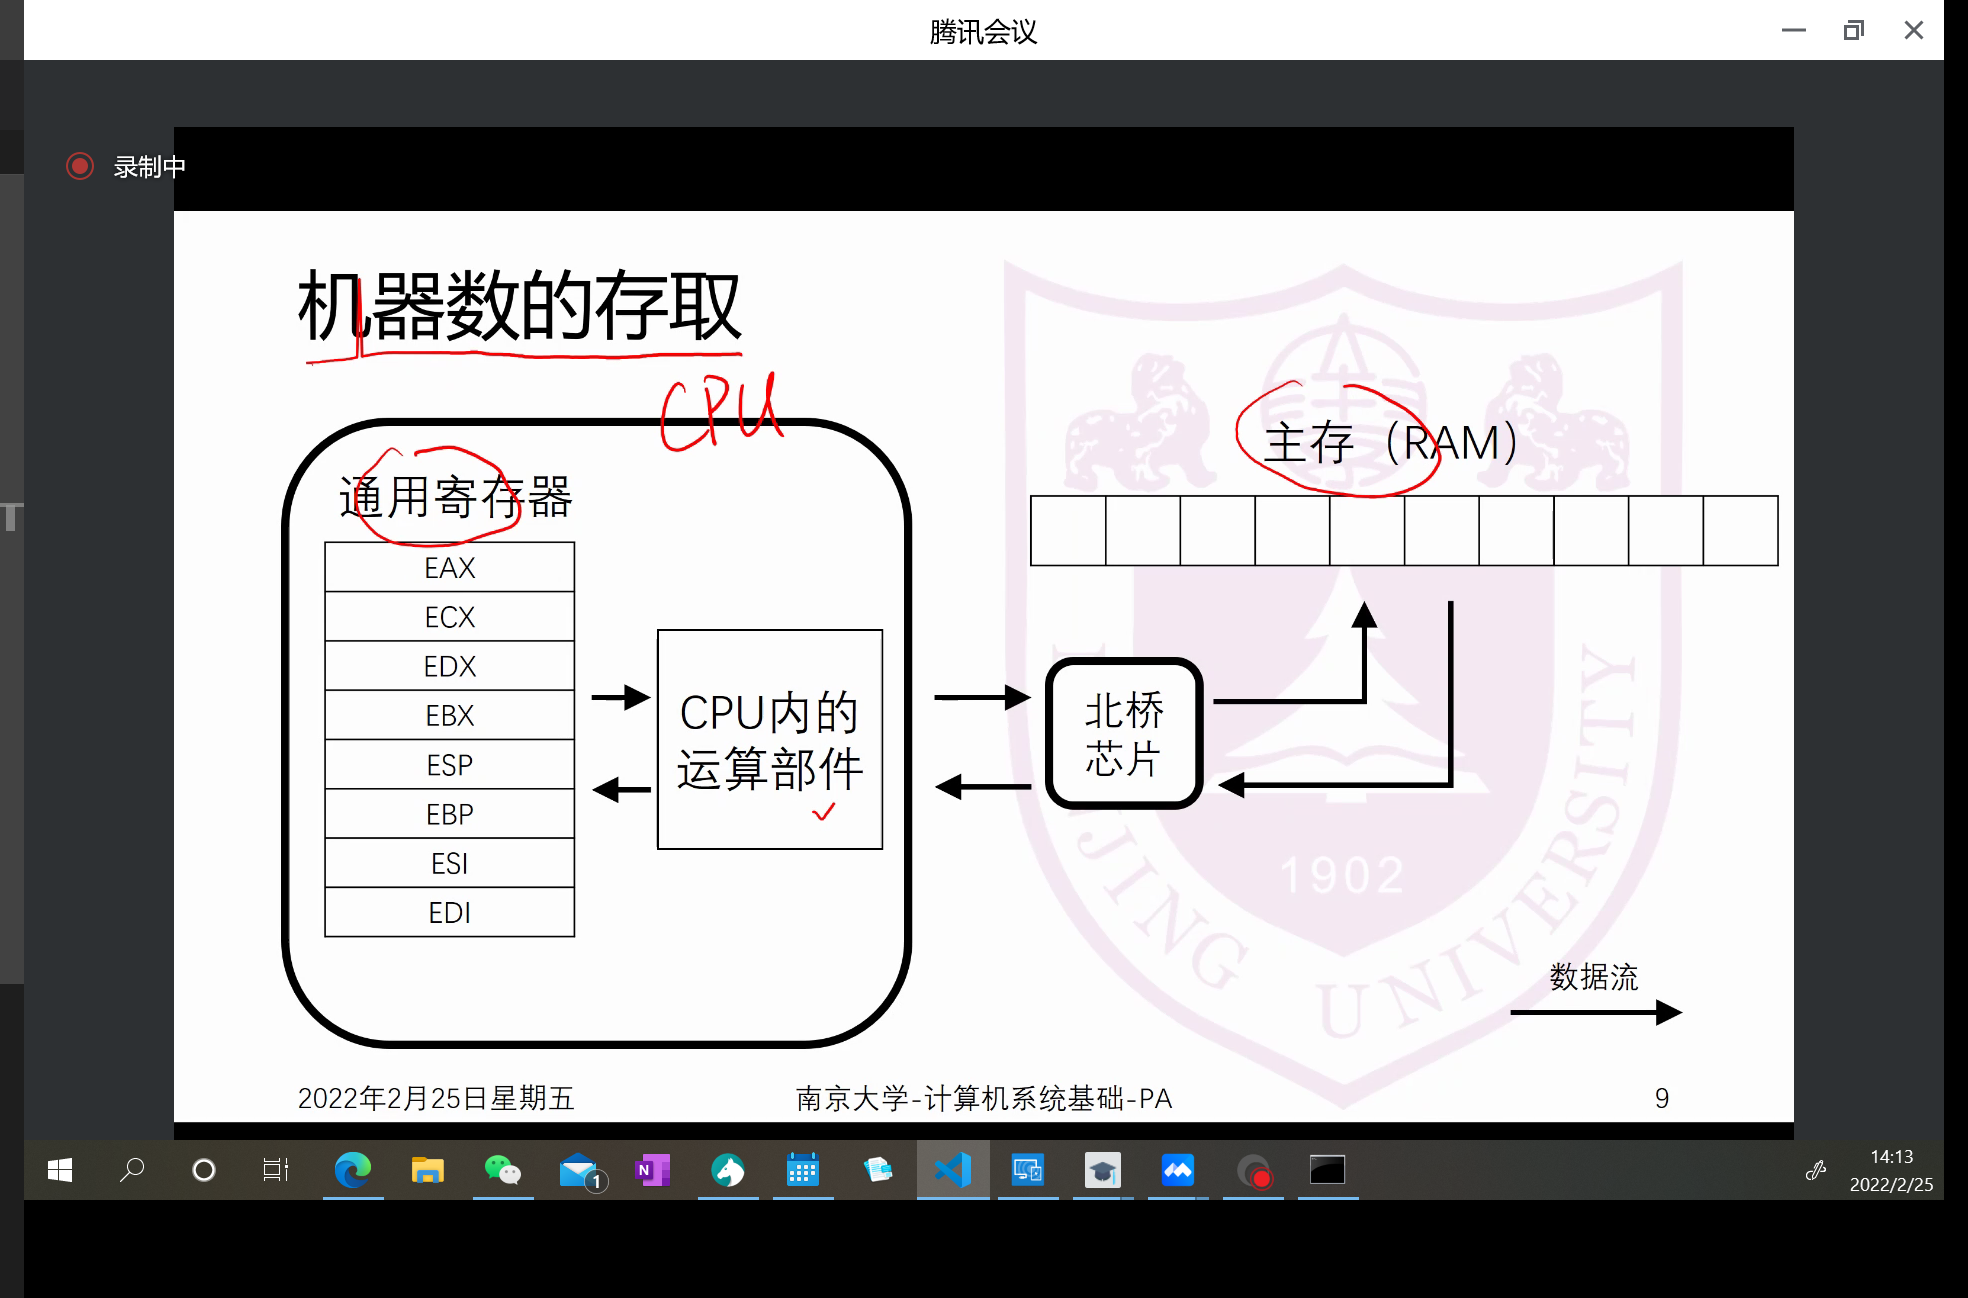 腾讯会议
录制中
机器数的存取
CPU
通用寄存器
EAX
ECX
EDX
EBX
ESP
EBP
ESI
EDI
CPU内的
运算部件
北桥
芯片
主存（RAM）
1902
JING UNIVERSITY
数据流
2022年2月25日星期五
南京大学-计算机系统基础-PA
9
1
N
14:13
2022/2/25